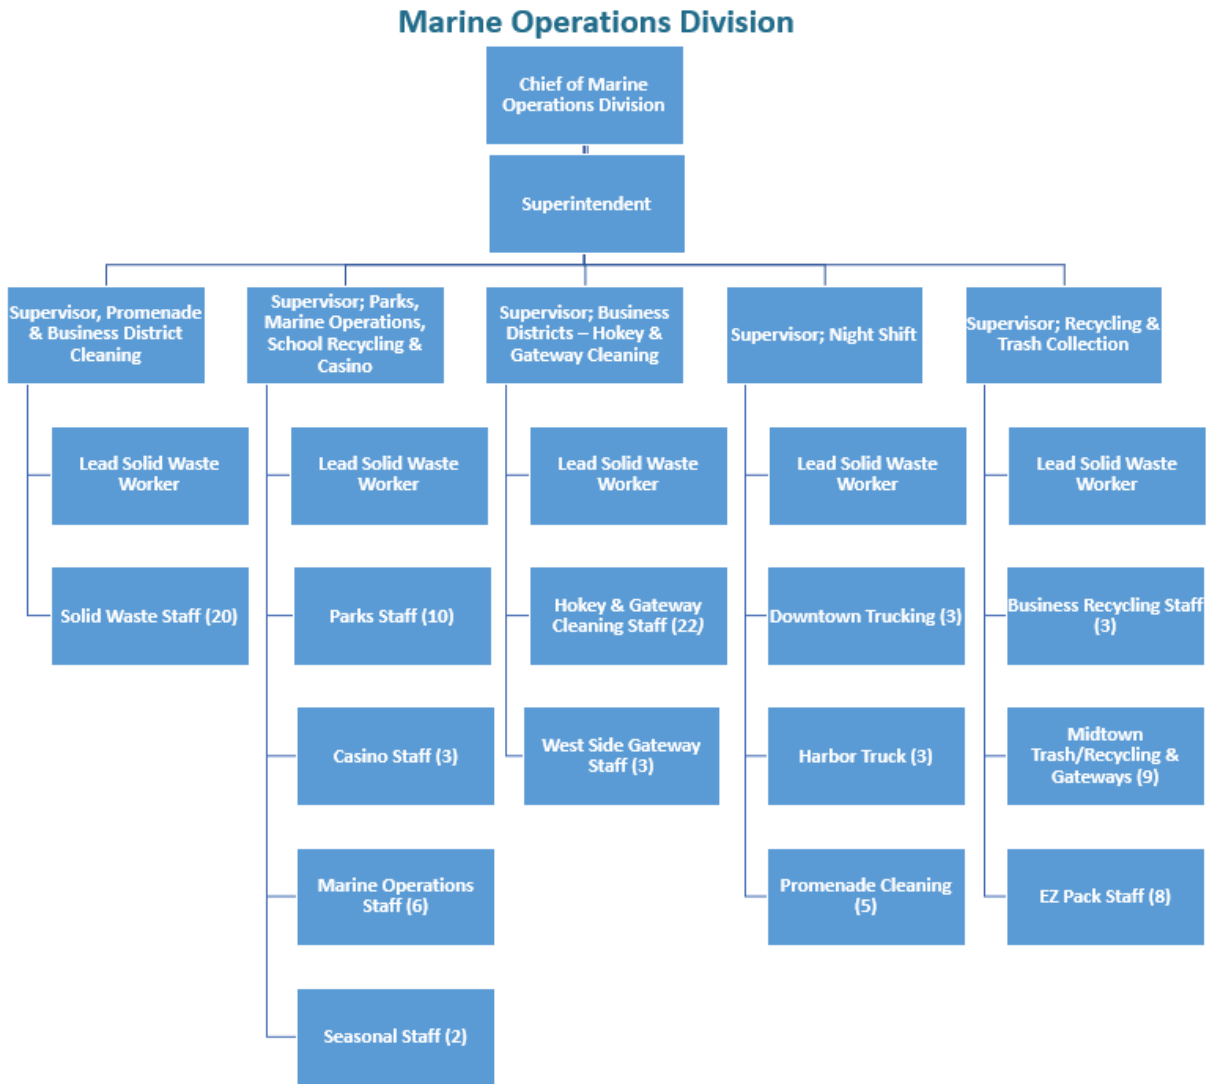 Marine Operations Division
Chief of Marine
Operations Division
Superintendent
Supervisor, Promenade
& Business District
Cleaning
Supervisor; Parks,
Marine Operations,
School Recycling &
Casino
Supervisor; Business
Districts – Hokey &
Gateway Cleaning
Supervisor; Night Shift
Supervisor; Recycling &
Trash Collection
Lead Solid Waste
Worker
Lead Solid Waste
Worker
Lead Solid Waste
Worker
Lead Solid Waste
Worker
Lead Solid Waste
Worker
Solid Waste Staff (20)
Parks Staff (10)
Hokey & Gateway
Cleaning Staff (22)
Downtown Trucking (3)
Business Recycling Staff
(3)
Casino Staff (3)
West Side Gateway
Staff (3)
Harbor Truck (3)
Midtown
Trash/Recycling &
Gateways (9)
Marine Operations
Staff (6)
Promenade Cleaning
(5)
EZ Pack Staff (8)
Seasonal Staff (2)